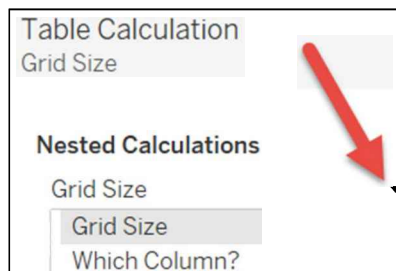 Table Calculation
Grid Size
Nested Calculations
Grid Size
Grid Size
Which Column?